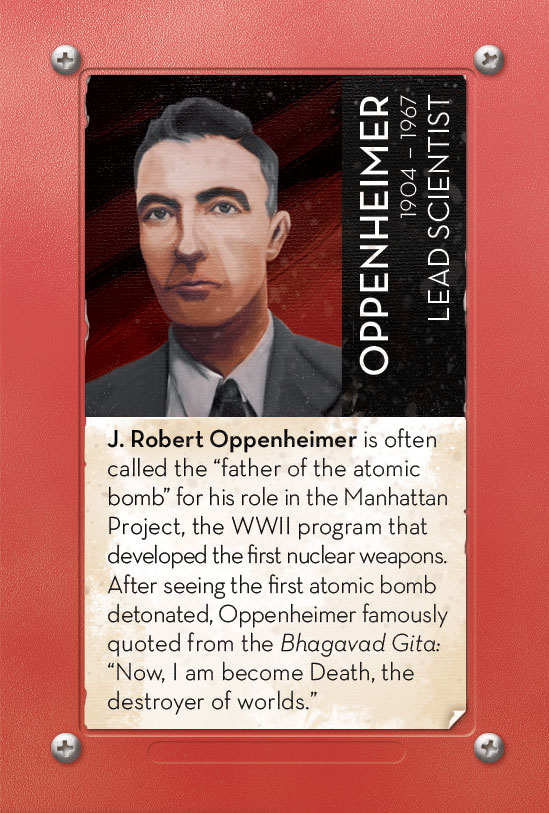 OPPENHEIMER
1904 – 1967
LEAD SCIENTIST
J. Robert Oppenheimer is often
called the “father of the atomic
bomb” for his role in the Manhattan
Project, the WWII program that
developed the first nuclear weapons.
After seeing the first atomic bomb
detonated, Oppenheimer famously
quoted from the Bhagavad Gita:
“Now, I am become Death, the
destroyer of worlds.”